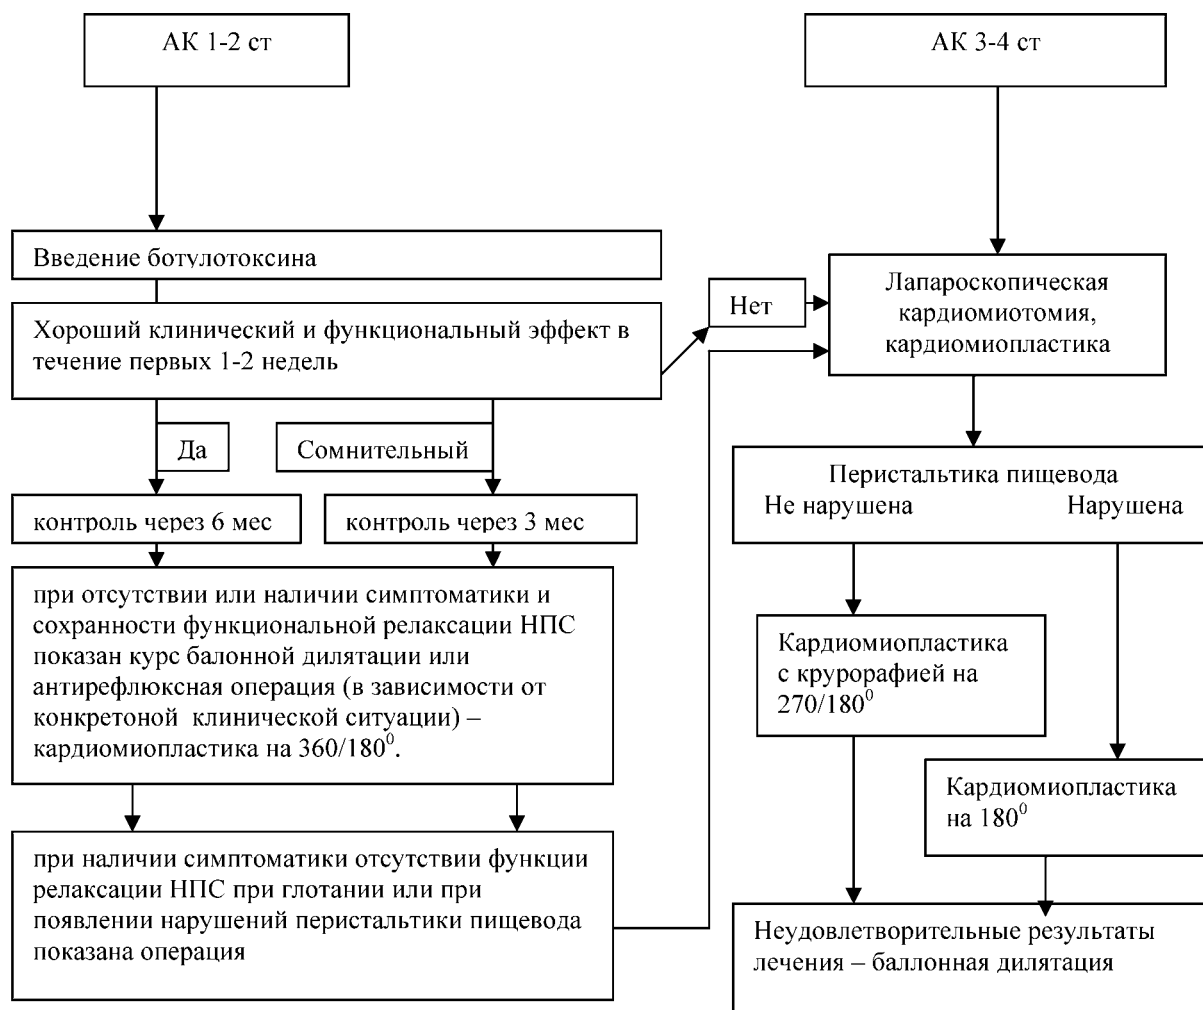 АК 1-2 ст
АК 3-4 ст
Введение ботулотоксина
Хороший клинический и функциональный эффект в
течение первых 1-2 недель
Нет
Лапароскопическая
кардиомиотомия,
кардиомиопластика
Да
Сомнительный
контроль через 6 мес
контроль через 3 мес
при отсутствии или наличии симптоматики и
сохранности функциональной релаксации НПС
показан курс балонной дилятации или
антирефлюксная операция (в зависимости от
конкретоной клинической ситуации) –
кардиомиопластика на 360/180⁰.
при наличии симптоматики отсутствии функции
релаксации НПС при глотании или при
появлении нарушений перистальтики пищевода
показана операция
Перистальтика пищевода
Не нарушена Нарушена
Кардиомиопластика
с крурорафией на
270/180⁰
Кардиомиопластика
на 180⁰
Неудовлетворительные результаты
лечения – баллонная дилятация